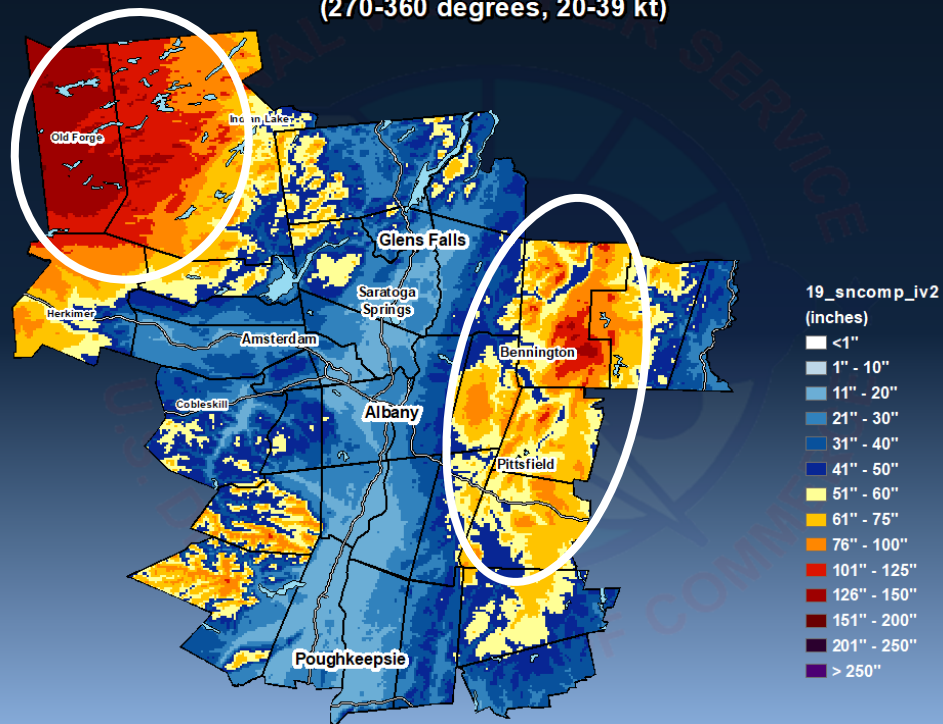 (270-360 degrees, 20-39 kt)
Old Forge
Indian Lake
Glens Falls
Saratoga
Springs
Herkimer
Amsterdam
Bennington
Cobleskill
Albany
Pittsfield
Poughkeepsie
19_sncomp_iv2
(inches)
<1"
1" - 10"
11" - 20"
21" - 30"
31" - 40"
41" - 50"
51" - 60"
61" - 75"
76" - 100"
101" - 125"
126" - 150"
151" - 200"
201" - 250"
> 250"